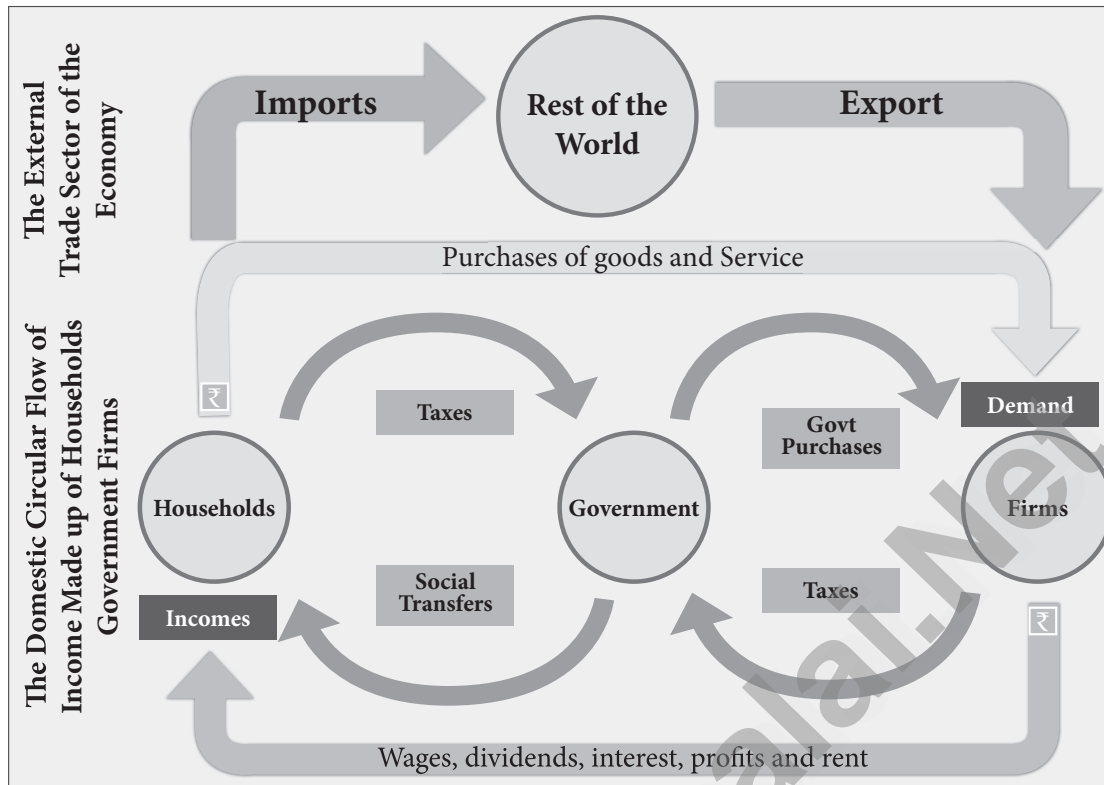 The External
Trade Sector of the
Economy
Imports
Rest of the
World
Export
Purchases of goods and Service
The Domestic Circular Flow of
Income Made up of Households
Government Firms
₹
Taxes
Govt
Purchases
Demand
Households
Government
Firms
Incomes
Social
Transfers
Taxes
₹
Wages, dividends, interest, profits and rent
alai.Net